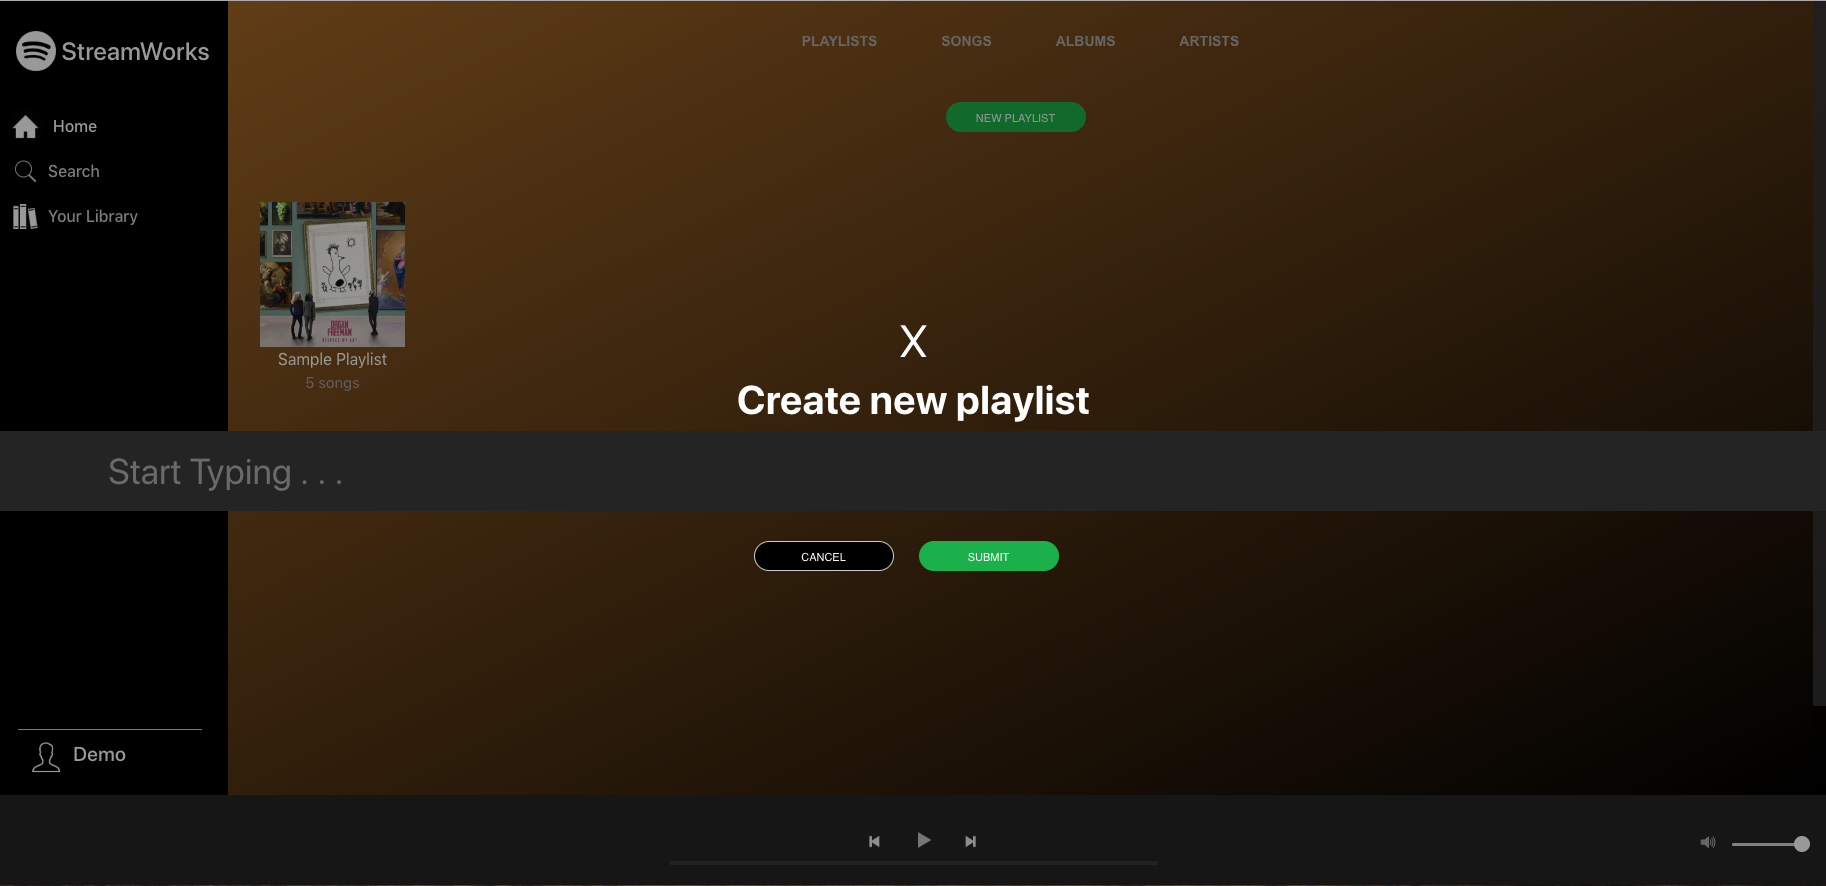 StreamWorks
Home
Search
Your Library
PLAYLISTS SONGS ALBUMS ARTISTS
NEW PLAYLIST
ORGAN
FREEMAN
Sample Playlist
5 songs
X
Create new playlist
Start Typing . . .
CANCEL SUBMIT
Demo